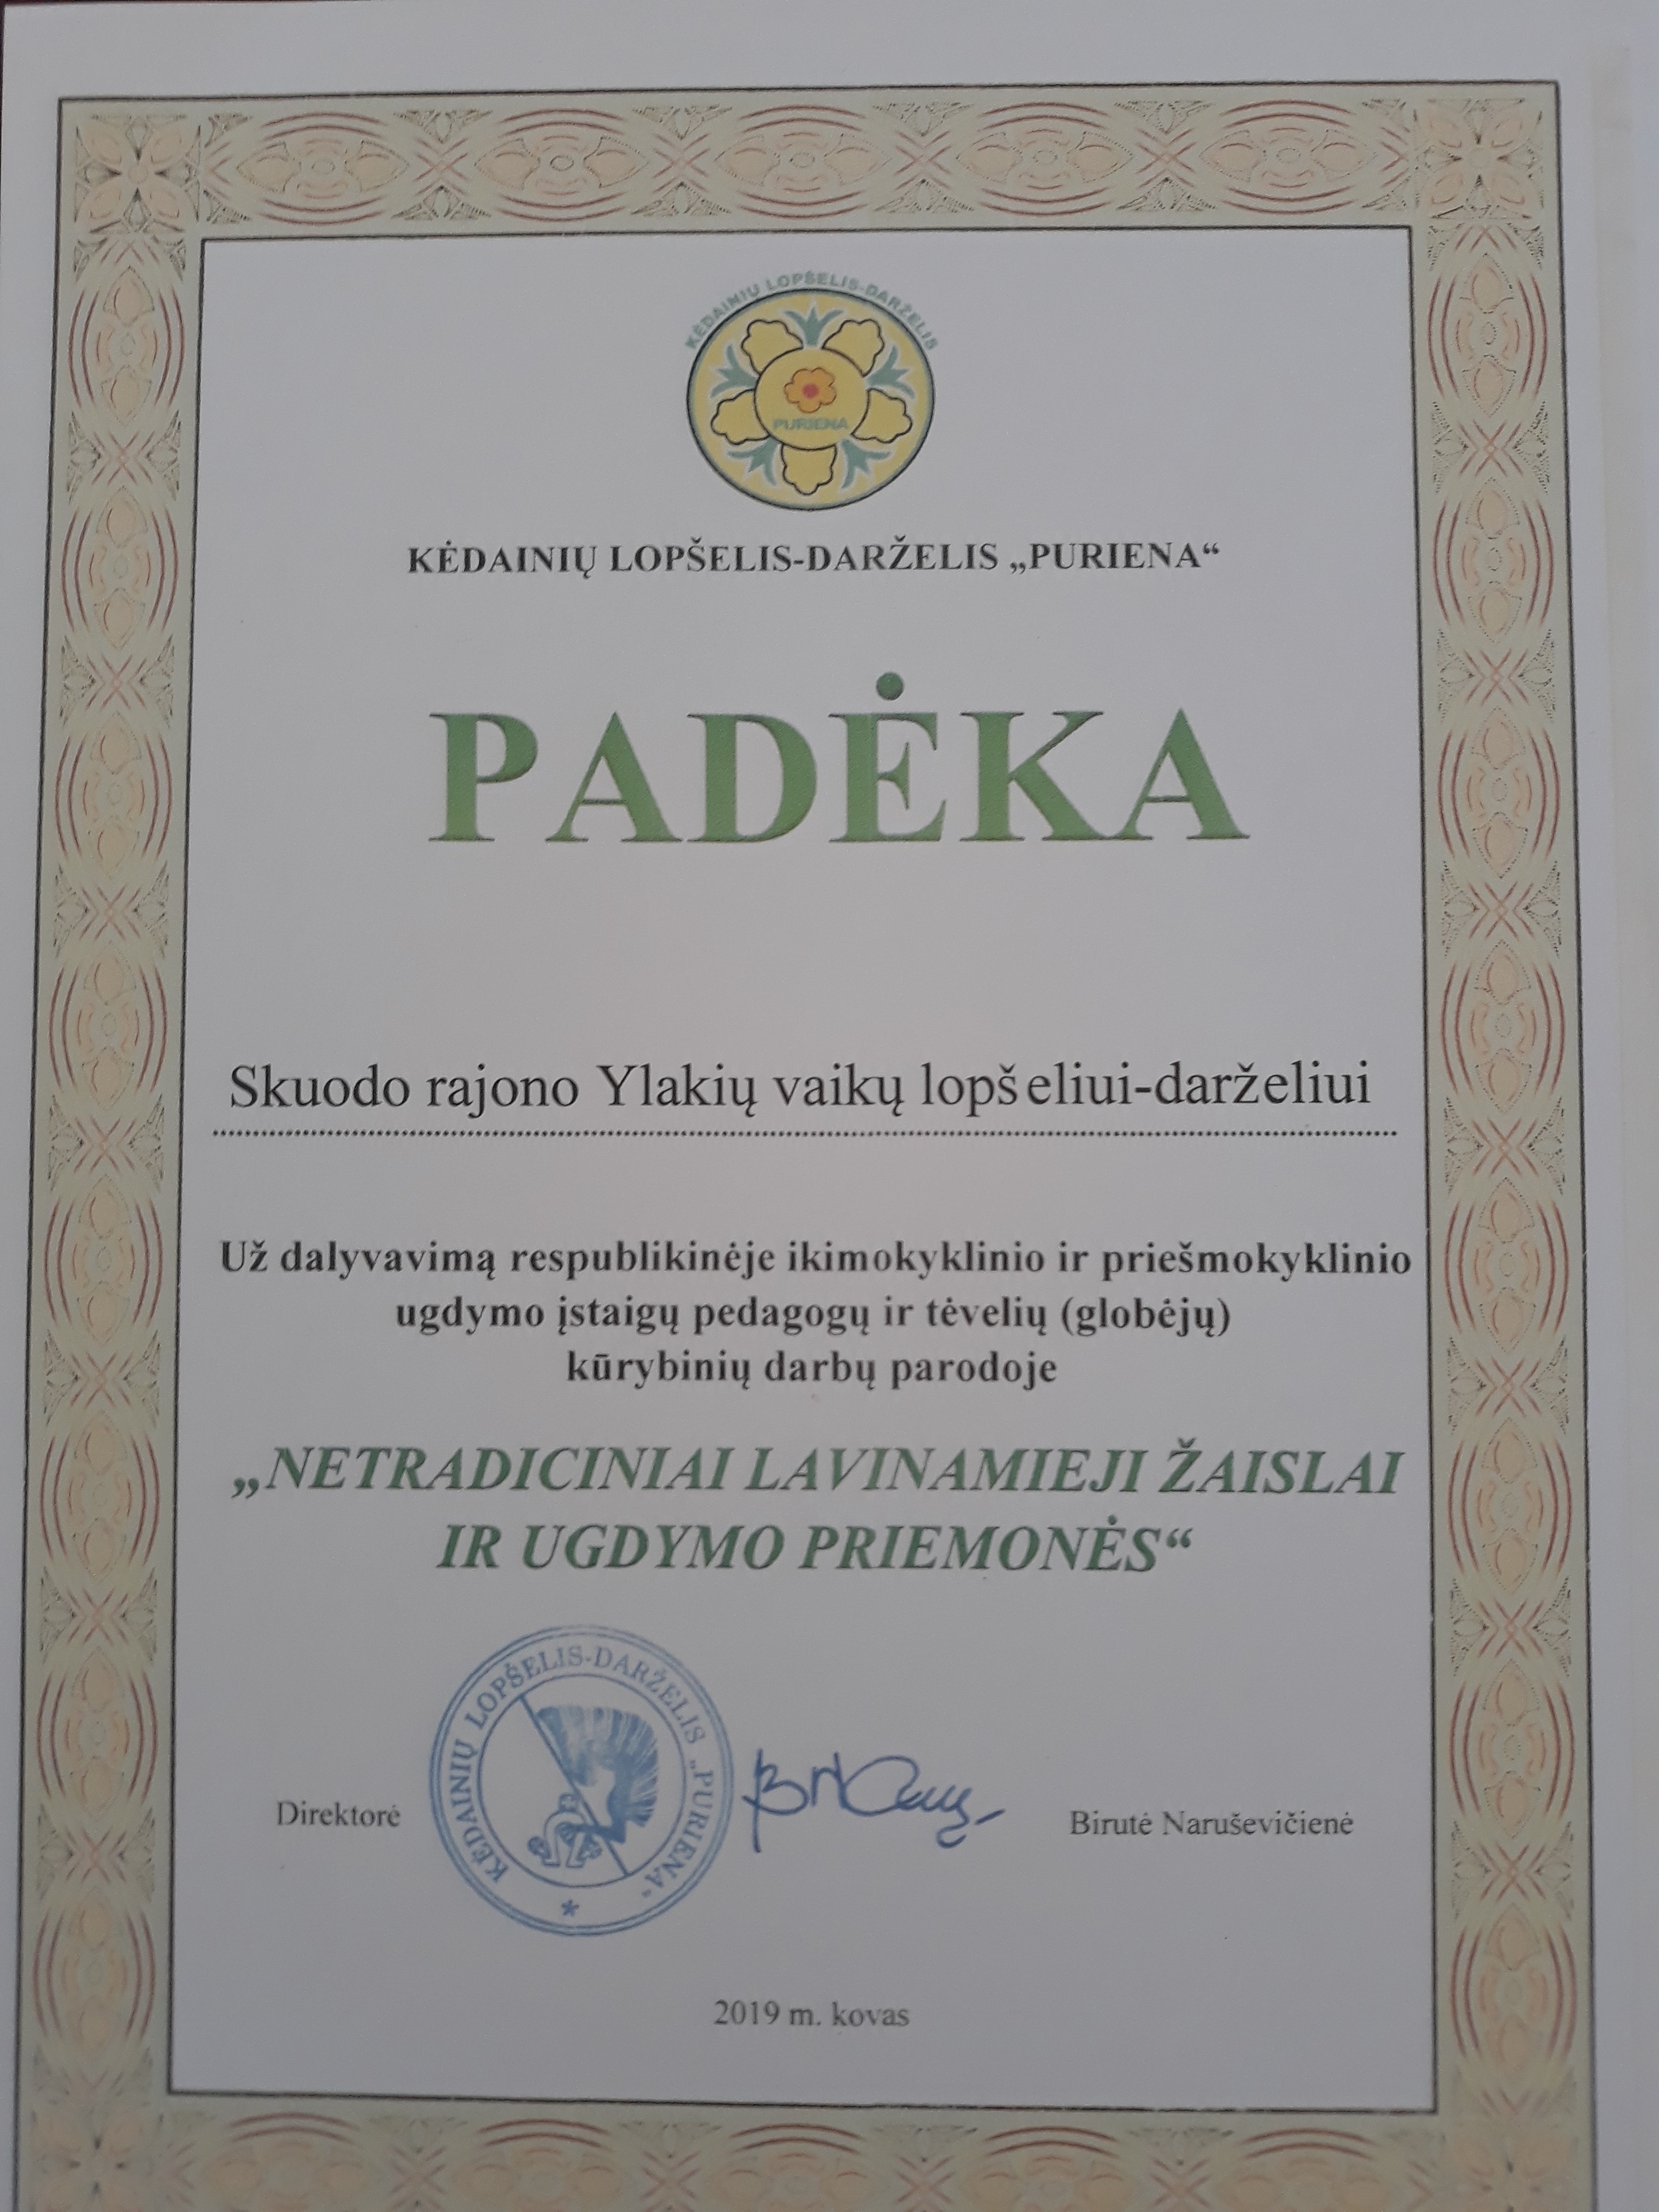 KĖDAINIŲ LOPŠELIS-DARŽELIS
PURIENA
KĖDAINIŲ LOPŠELIS-DARŽELIS „PURIENA“
PADĖKA
Skuodo rajono Ylakių vaikų lopšeliui-darželiui
Už dalyvavimą respublikinėje ikimokyklinio ir priešmokyklinio
ugdymo įstaigų pedagogų ir tėvelių (globėjų)
kūrybinių darbų parodoje
„NETRADICINIAI LAVINAMIEJI ŽAISLAI
IR UGDYMO PRIEMONĖS“
KĖDAINIŲ LOPŠELIS-DARŽELIS „PURIENA“ *
Direktorė Birutė Naruševičienė
2019 m. kovas